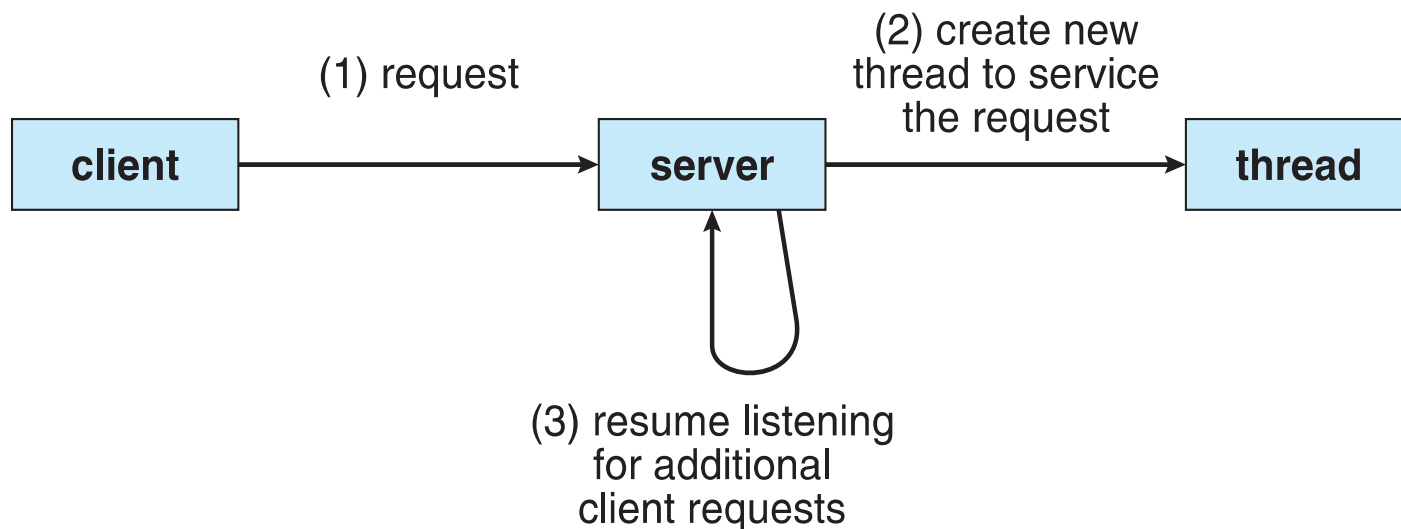 (1) request
(2) create new
thread to service
the request
client
server
thread
(3) resume listening
for additional
client requests